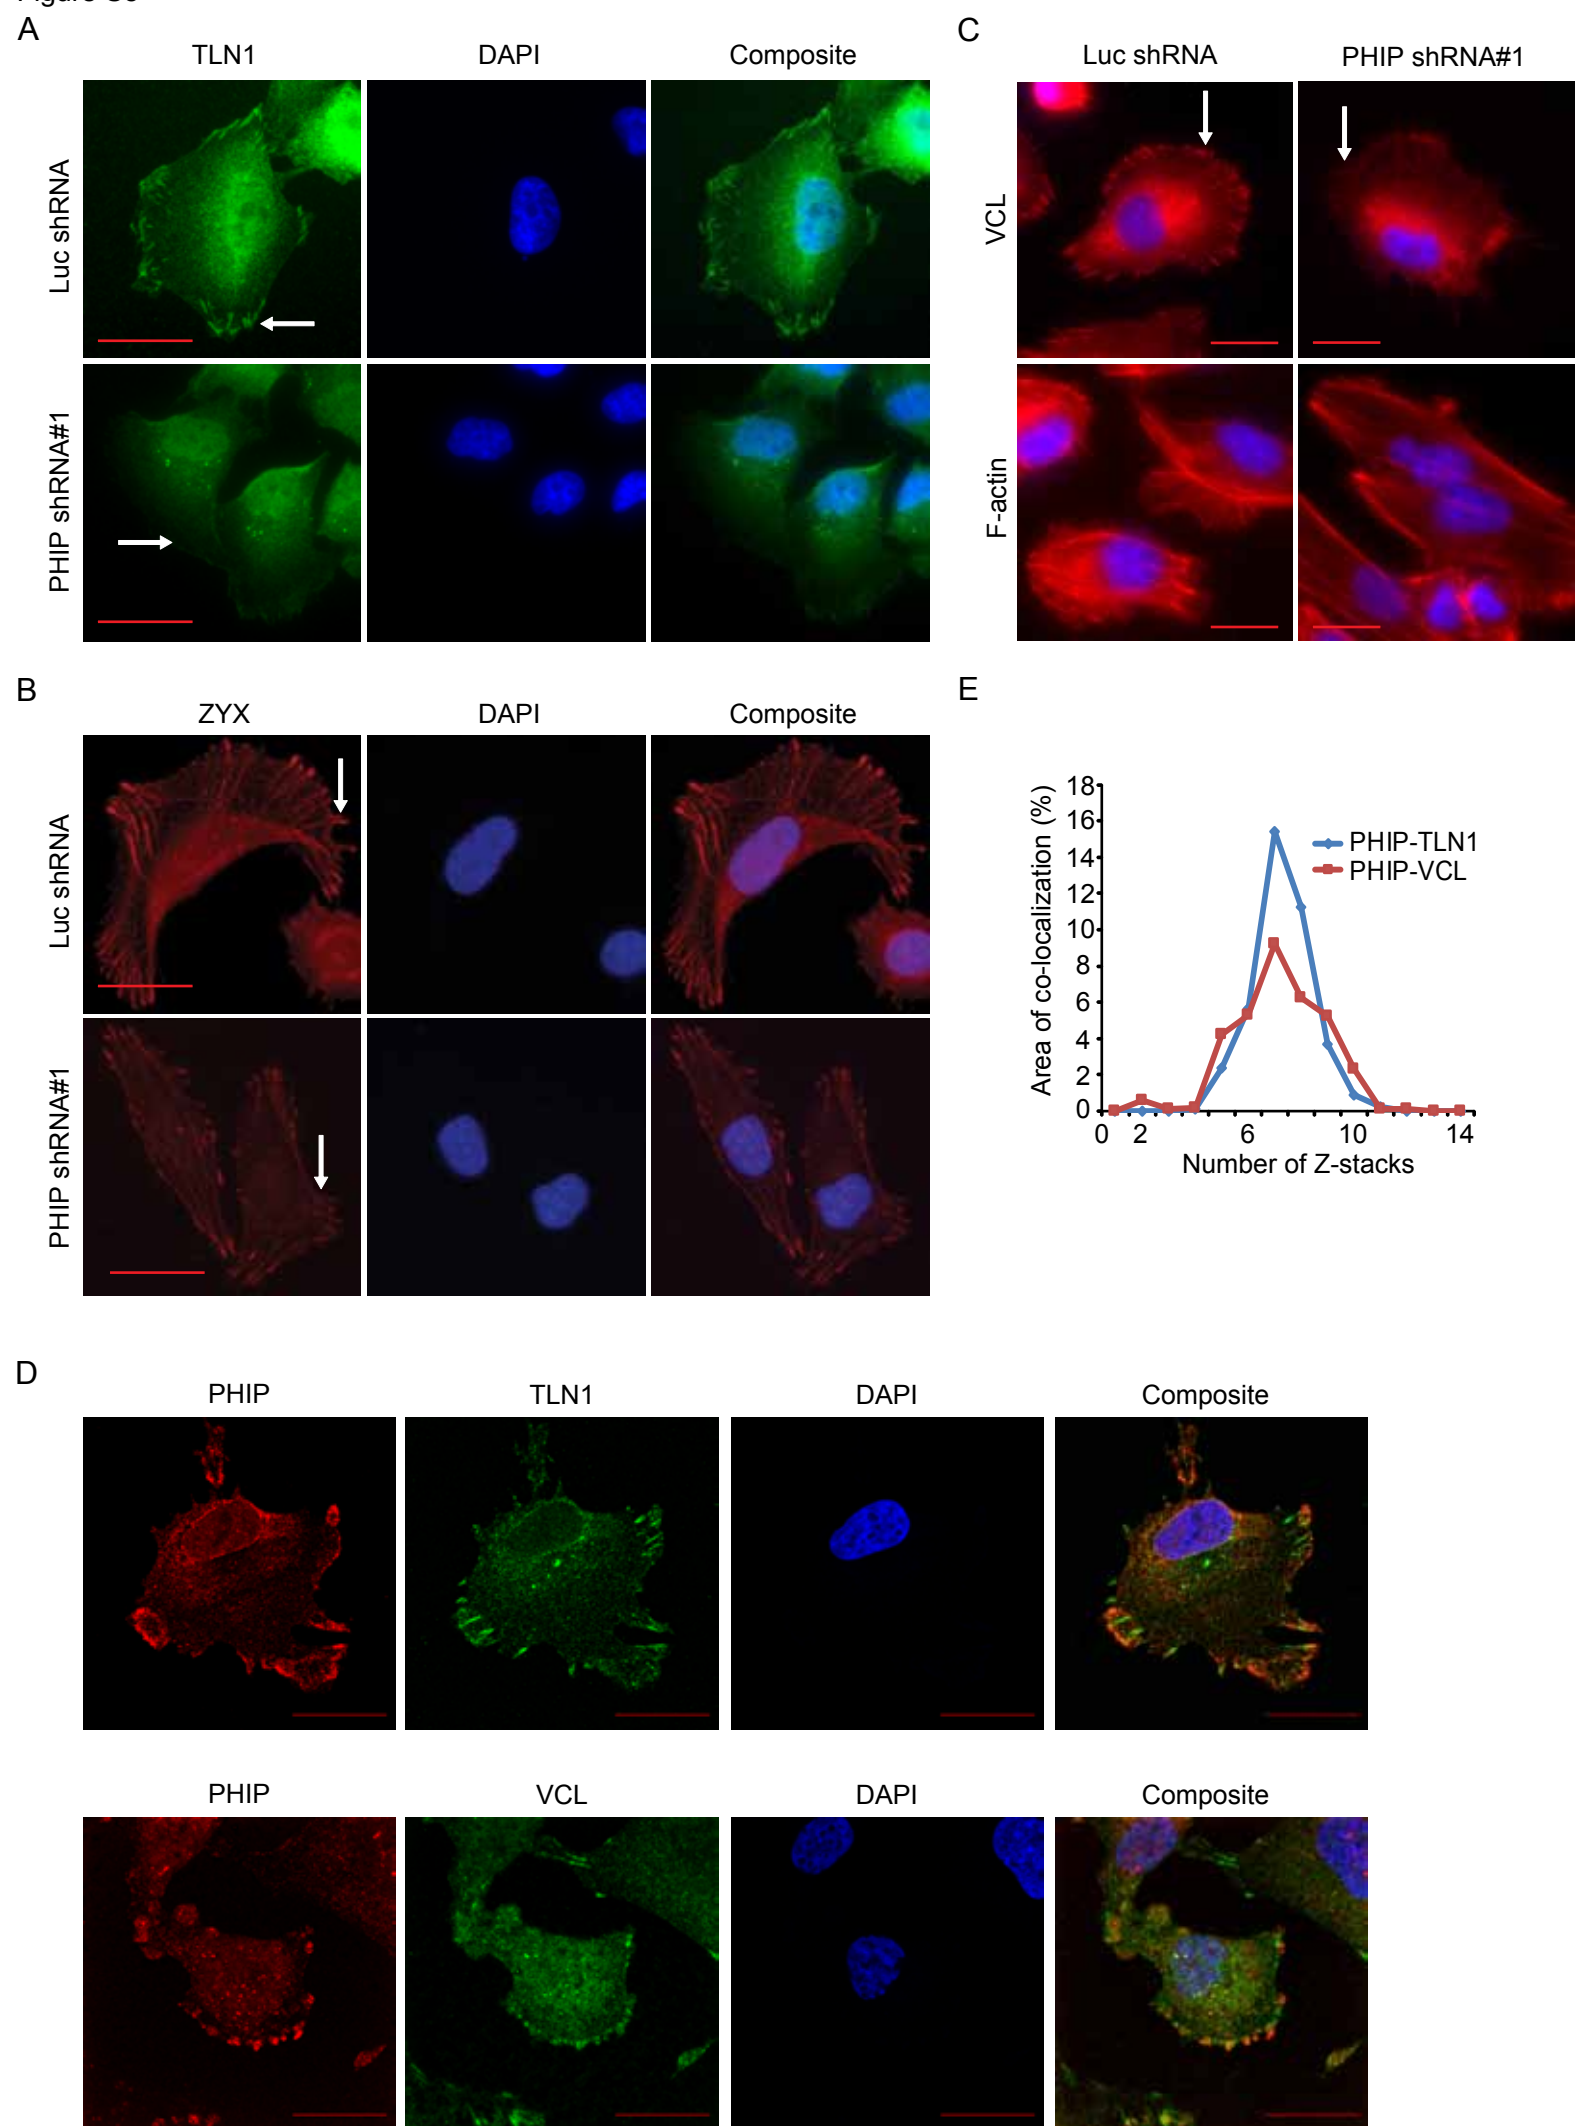 A
TLN1 DAPI Composite
Luc shRNA
PHIP shRNA#1
B
ZYX DAPI Composite
Luc shRNA
PHIP shRNA#1
C
Luc shRNA PHIP shRNA#1
VCL
F-actin
E
Area of co-localization (%)
18
16
14
12
10
8
6
4
2
0
0 2 6 10 14
Number of Z-stacks
PHIP-TLN1
PHIP-VCL
D
PHIP TLN1 DAPI Composite
PHIP VCL DAPI Composite